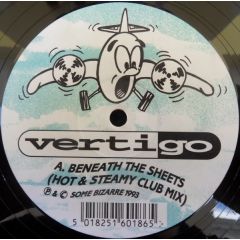 vertigo
A. BENEATH THE SHEETS
(HOT & STEAMY CLUB MIX)
℗ & © SOME BIZARRE 1993
5 018251 601865